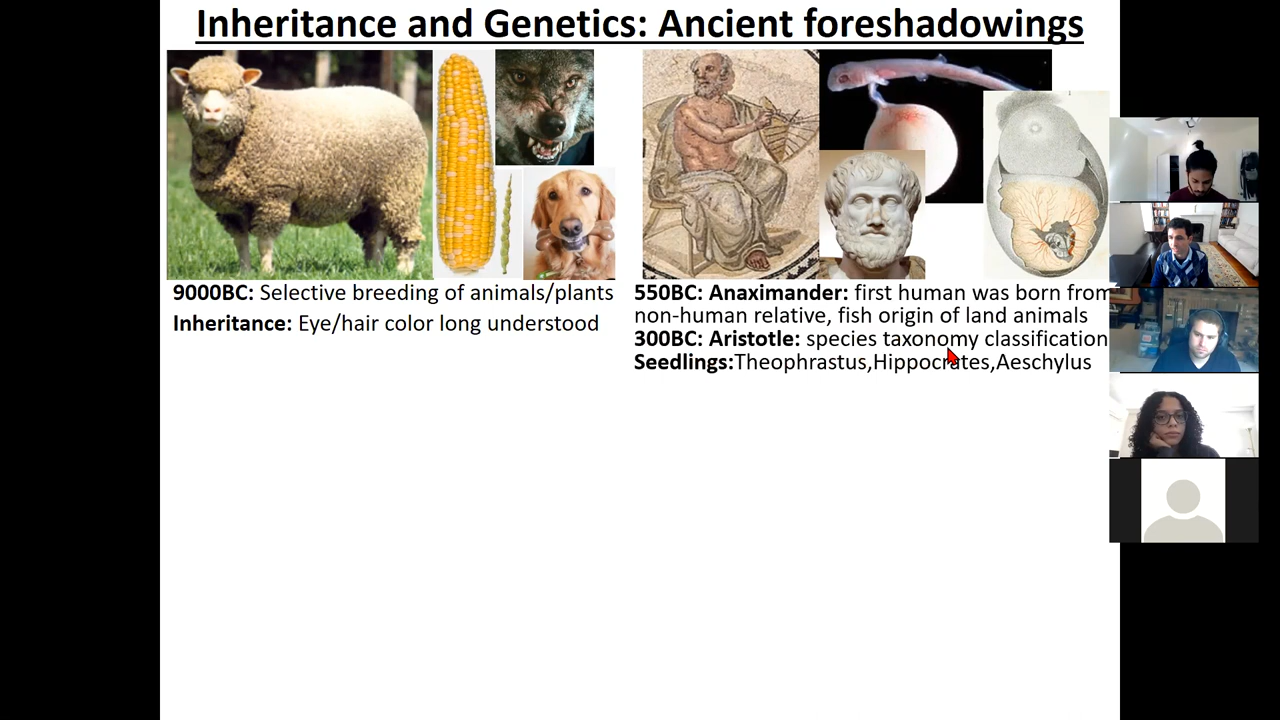 Inheritance and Genetics: Ancient foreshadowings
9000BC: Selective breeding of animals/plants
Inheritance: Eye/hair color long understood
550BC: Anaximander: first human was born from
non-human relative, fish origin of land animals
300BC: Aristotle: species taxonomy classification
Seedlings:Theophrastus,Hippocrates,Aeschylus